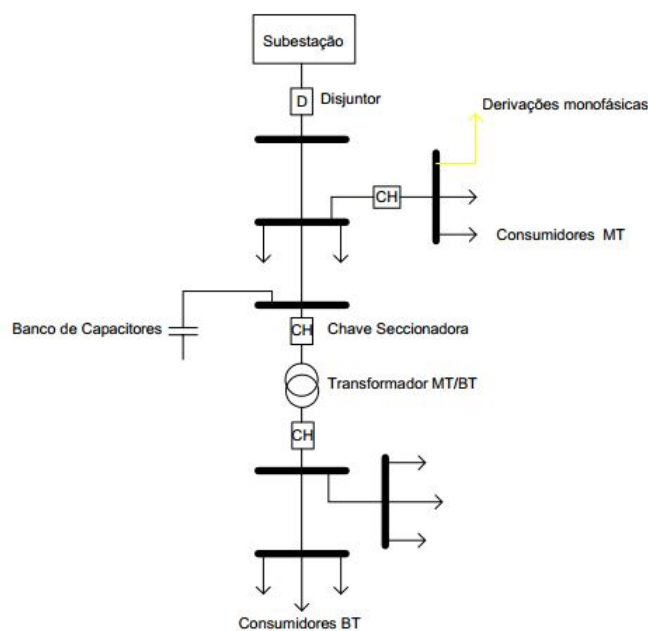 Subestação
D
Disjuntor
Derivações monofásicas
CH
Consumidores MT
Banco de Capacitores
CH
Chave Seccionadora
Transformador MT/BT
CH
Consumidores BT